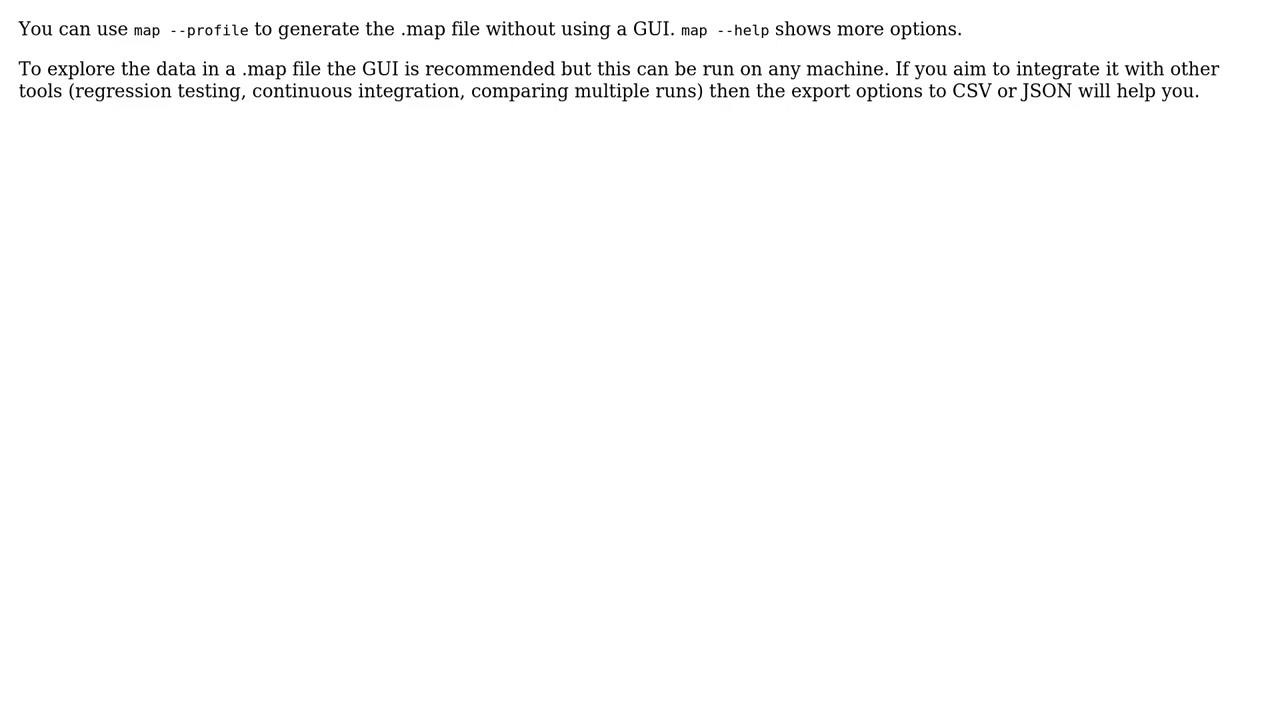 You can use map --profile to generate the .map file without using a GUI. map --help shows more options.
To explore the data in a .map file the GUI is recommended but this can be run on any machine. If you aim to integrate it with other
tools (regression testing, continuous integration, comparing multiple runs) then the export options to CSV or JSON will help you.